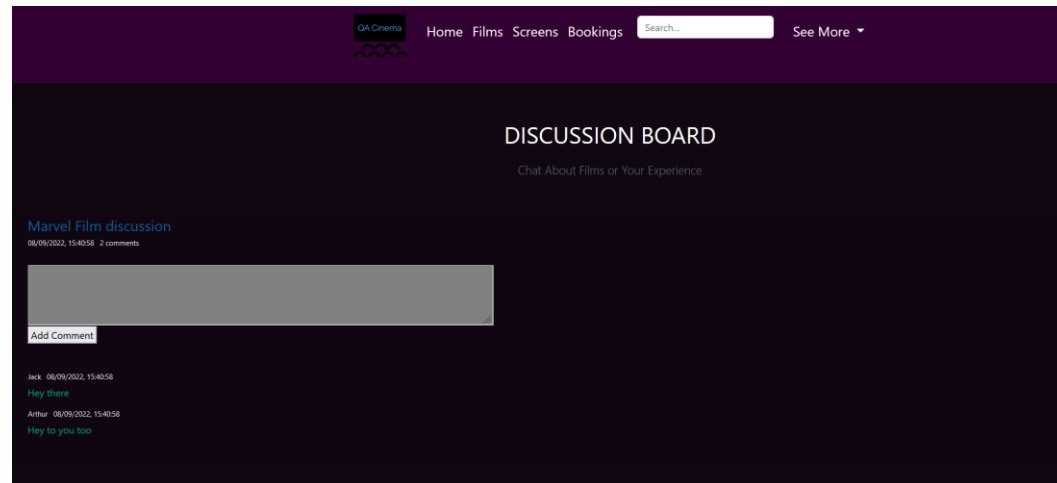 QA Cinema
Home Films Screens Bookings Search... See More
DISCUSSION BOARD
Chat About Films or Your Experience
Marvel Film discussion
08/09/2022, 15:40:58 2 comments
Add Comment
Jack 08/09/2022, 15:40:58
Hey there
Arthur 08/09/2022, 15:40:58
Hey to you too